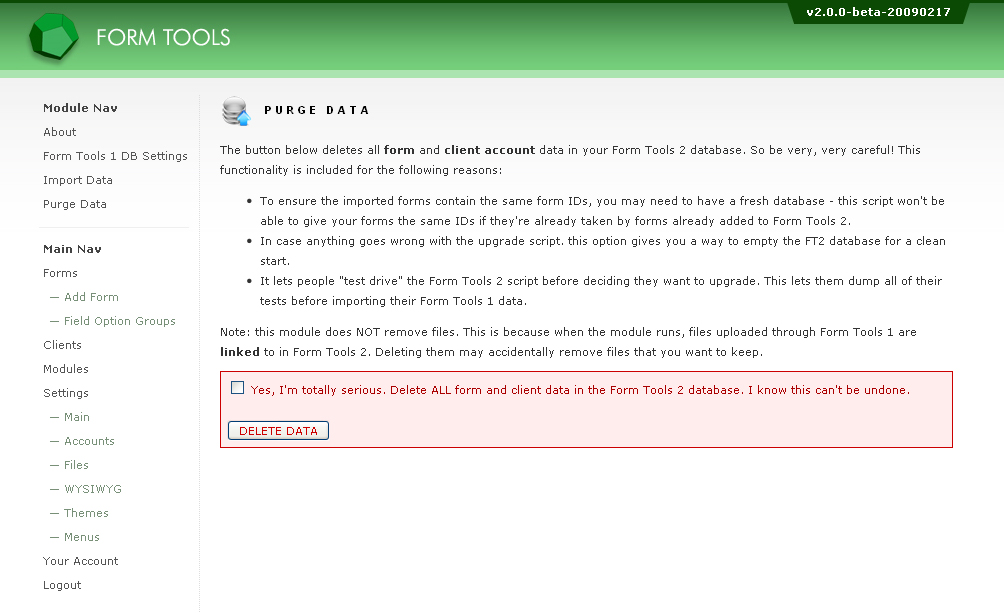 v2.0.0-beta-20090217
FORM TOOLS
Module Nav
About
Form Tools 1 DB Settings
Import Data
Purge Data
Main Nav
Forms
— Add Form
— Field Option Groups
Clients
Modules
Settings
— Main
— Accounts
— Files
— WYSIWYG
— Themes
— Menus
Your Account
Logout
PURGE DATA
The button below deletes all form and client account data in your Form Tools 2 database. So be very, very careful! This
functionality is included for the following reasons:
• To ensure the imported forms contain the same form IDs, you may need to have a fresh database - this script won't be
able to give your forms the same IDs if they're already taken by forms already added to Form Tools 2.
• In case anything goes wrong with the upgrade script. this option gives you a way to empty the FT2 database for a clean
start.
• It lets people "test drive" the Form Tools 2 script before deciding they want to upgrade. This lets them dump all of their
tests before importing their Form Tools 1 data.
Note: this module does NOT remove files. This is because when the module runs, files uploaded through Form Tools 1 are
linked to in Form Tools 2. Deleting them may accidentally remove files that you want to keep.
Yes, I'm totally serious. Delete ALL form and client data in the Form Tools 2 database. I know this can't be undone.
DELETE DATA